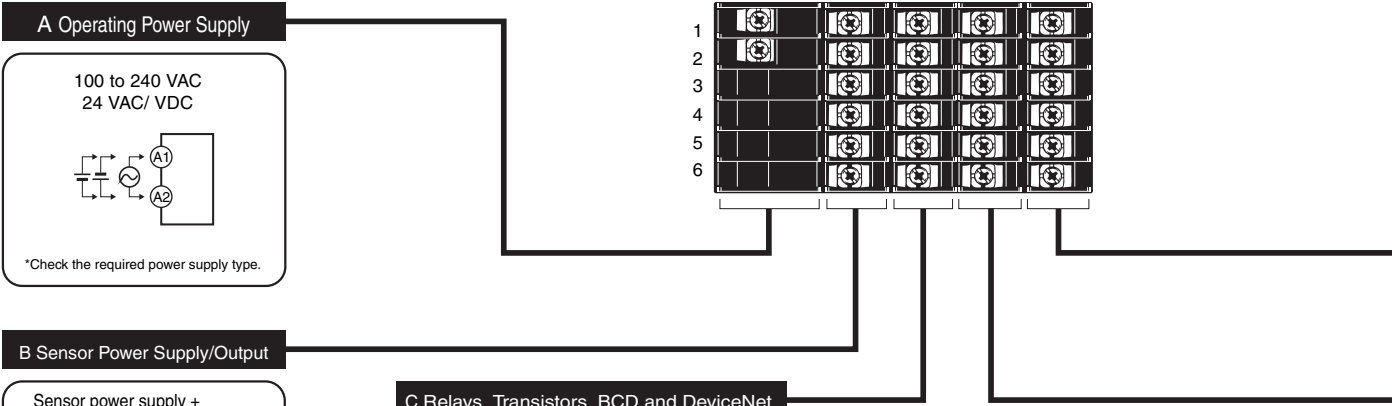 A Operating Power Supply
100 to 240 VAC
24 VAC/ VDC
A1
A2
*Check the required power supply type.
1
2
3
4
5
6
B Sensor Power Supply/Output
Sensor power supply +
C Relays, Transistors, BCD and DeviceNet